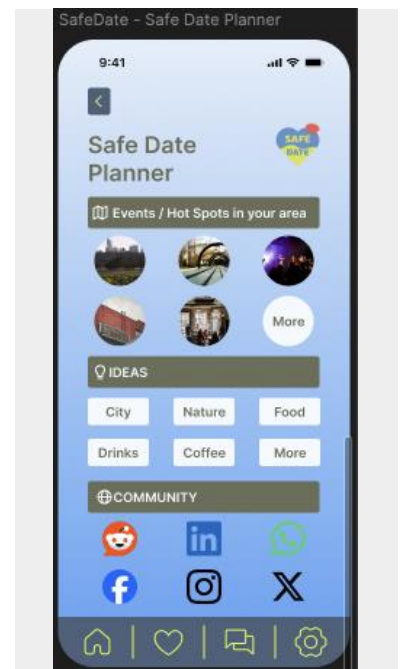 SafeDate - Safe Date Planner
9:41
Safe Date
Planner
SAFE
DATE
Events / Hot Spots in your area
More
IDEAS
City Nature Food
Drinks Coffee More
COMMUNITY
in
f
X